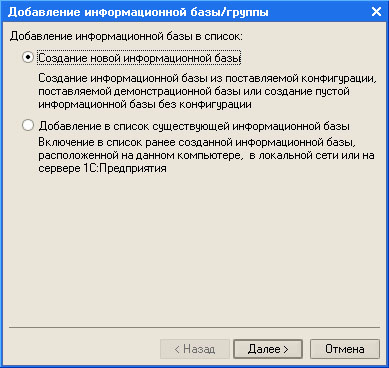 Добавление информационной базы/группы
Добавление информационной базы в список:
Создание новой информационной базы
Создание информационной базы из поставляемой конфигурации,
поставляемой демонстрационной базы или создание пустой
информационной базы без конфигурации
Добавление в список существующей информационной базы
Включение в список ранее созданной информационной базы,
расположенной на данном компьютере, в локальной сети или на
сервере 1С:Предприятия
< Назад
Далее >
Отмена